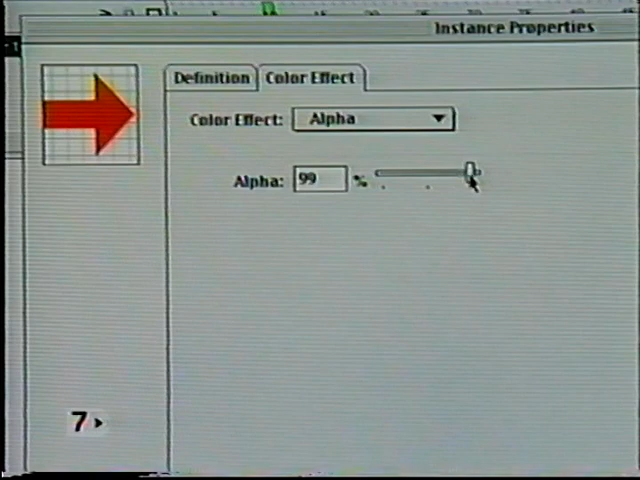 Instance Properties
Definition Color Effect
Color Effect: Alpha
Alpha: 99 %
7